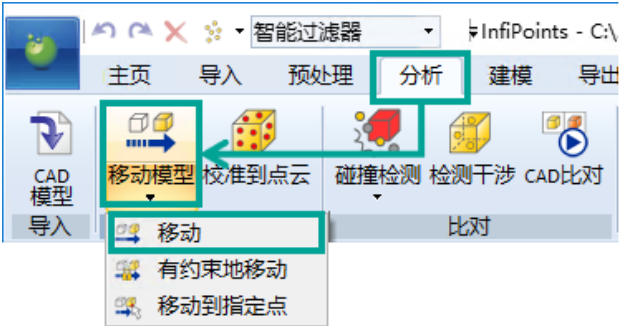 智能过滤器 InfiPoints - C:\
主页 导入 预处理 分析 建模 导出
CAD
模型 移动模型 校准到点云 碰撞检测 检测干涉 CAD比对
导入 比对
移动
有约束地移动
移动到指定点